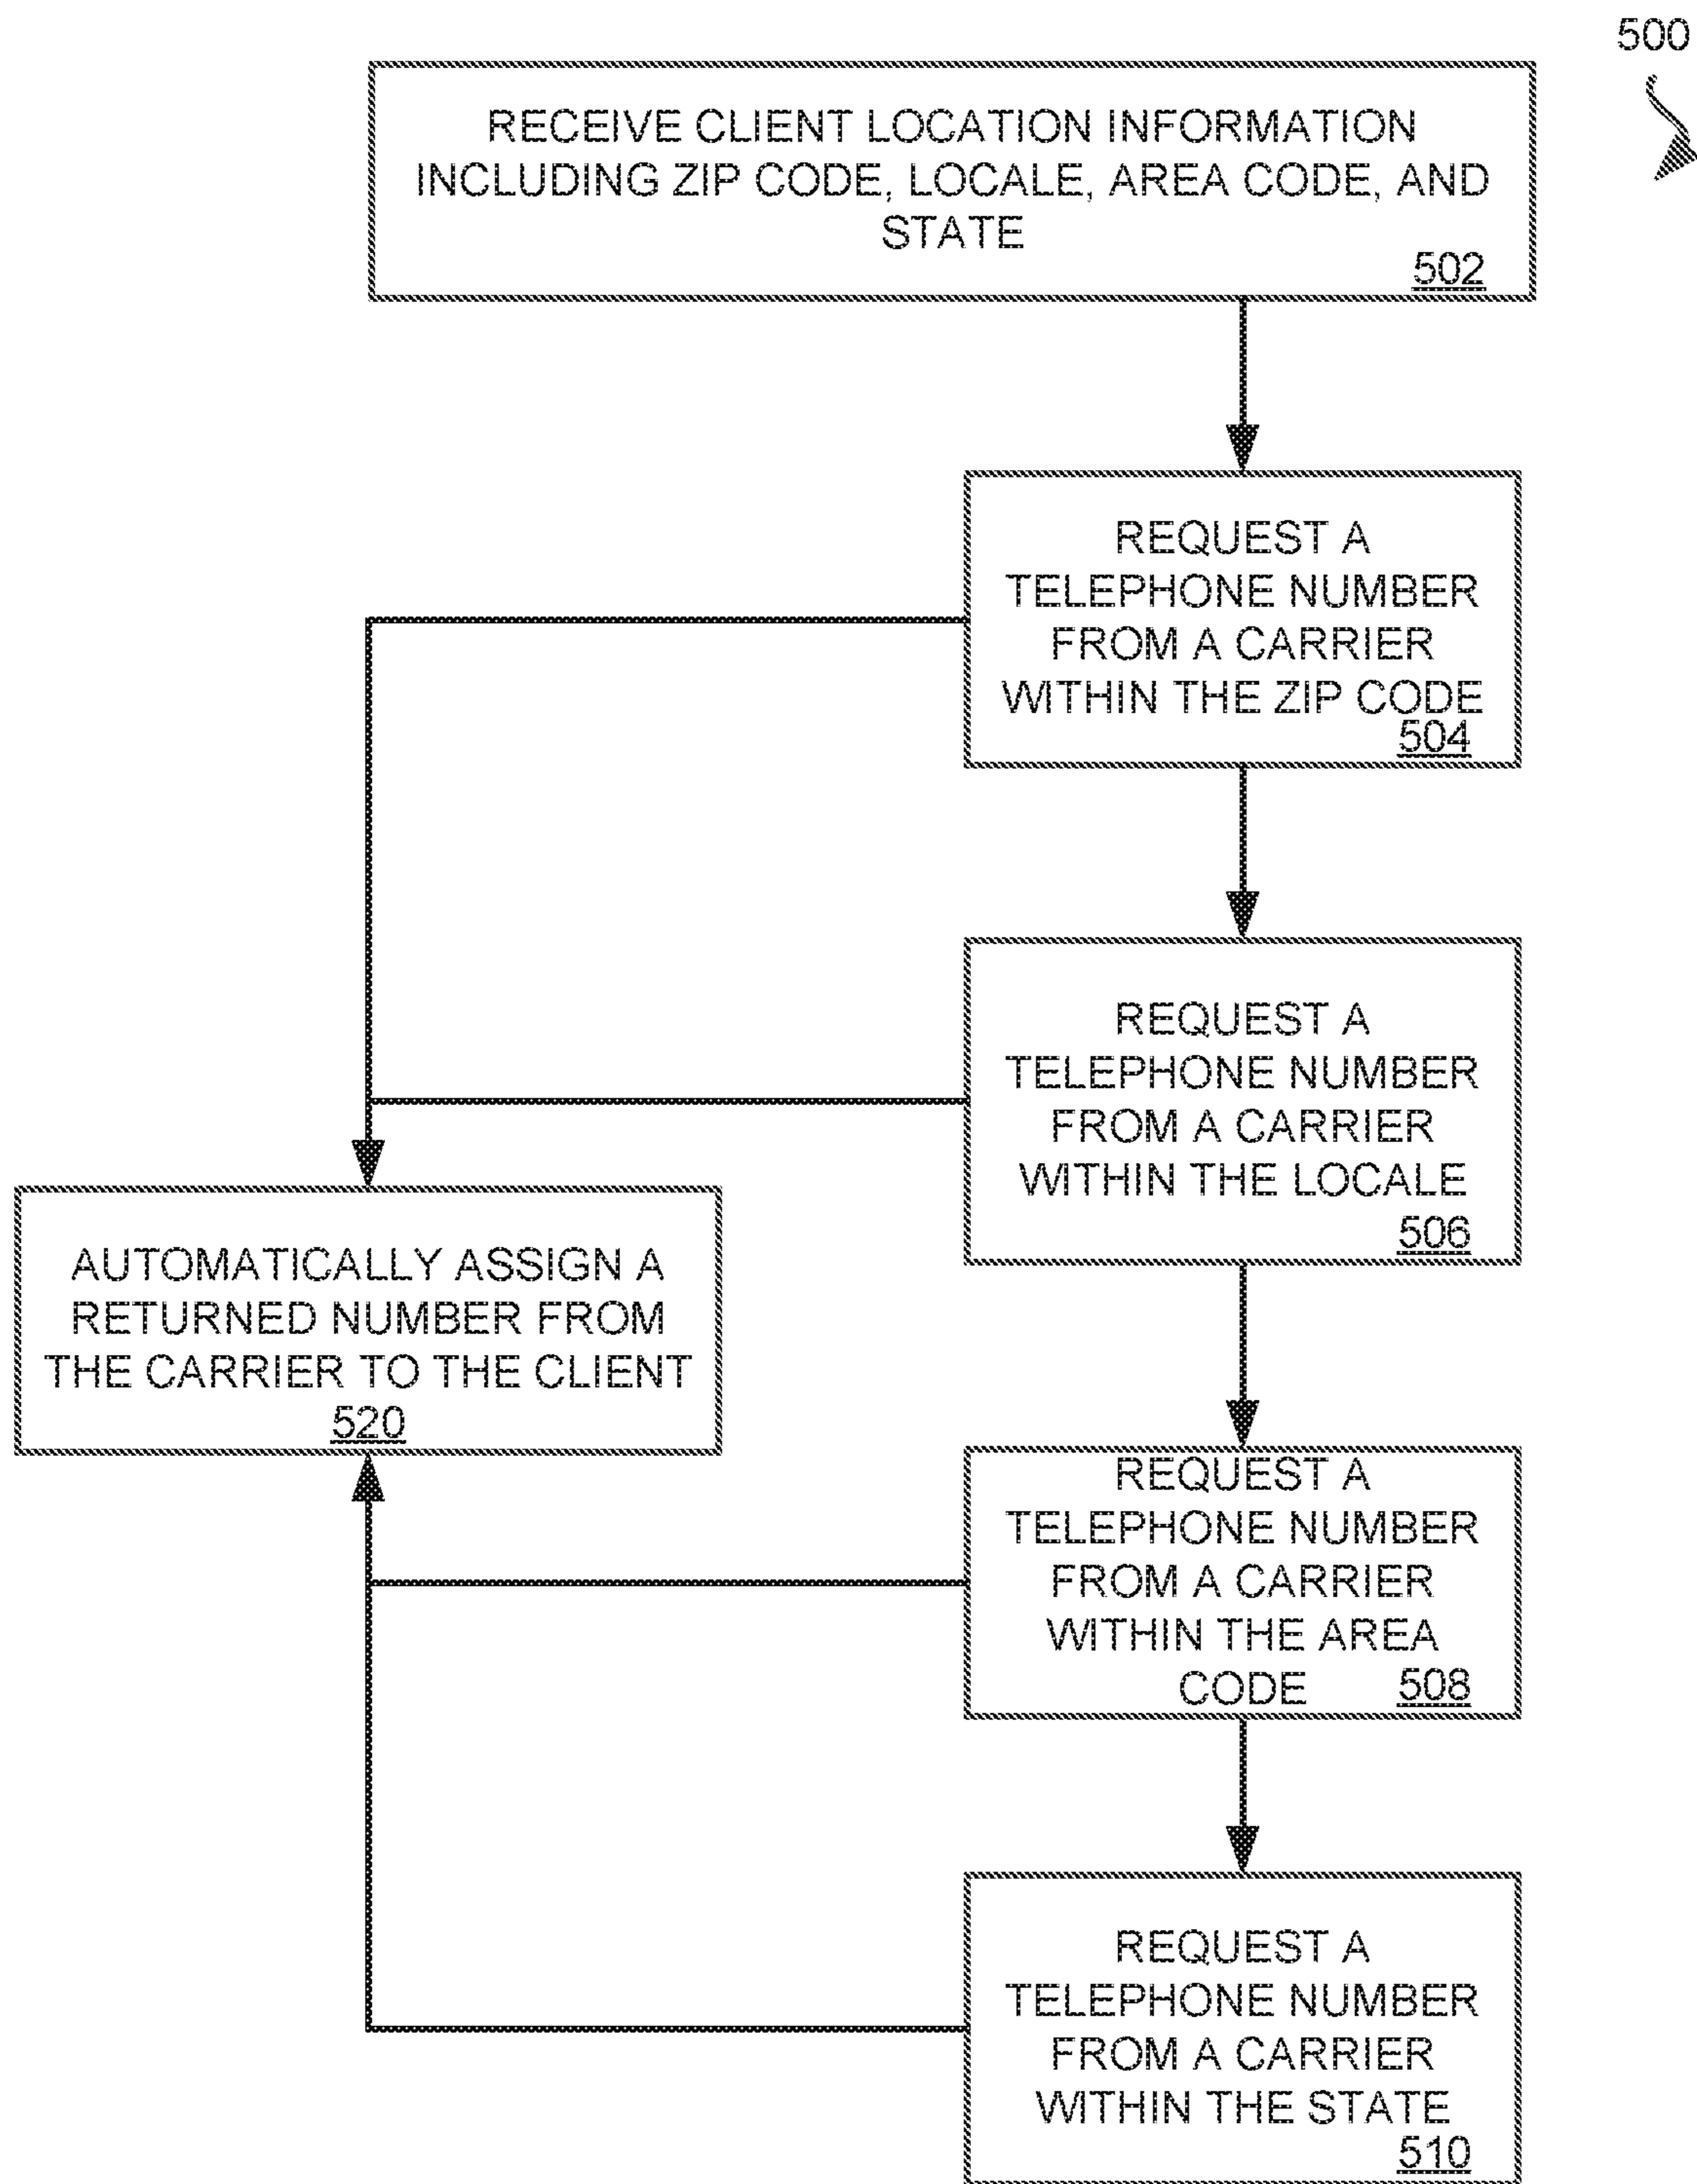 500
RECEIVE CLIENT LOCATION INFORMATION
INCLUDING ZIP CODE, LOCALE, AREA CODE, AND
STATE
502
REQUEST A
TELEPHONE NUMBER
FROM A CARRIER
WITHIN THE ZIP CODE
504
REQUEST A
TELEPHONE NUMBER
FROM A CARRIER
WITHIN THE LOCALE
506
AUTOMATICALLY ASSIGN A
RETURNED NUMBER FROM
THE CARRIER TO THE CLIENT
520
REQUEST A
TELEPHONE NUMBER
FROM A CARRIER
WITHIN THE AREA
CODE 508
REQUEST A
TELEPHONE NUMBER
FROM A CARRIER
WITHIN THE STATE
510